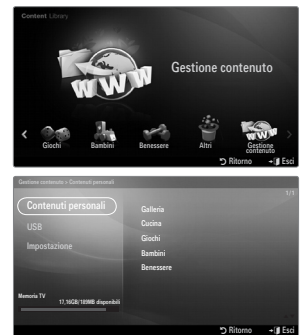 Content Library
WWW
Gestione contenuto
Giochi
Bambini
Benessere
Altri
Gestione
contenuto
Ritorno
Esci
Gestione contenuto > Contenuti personali
1/1
Contenuti personali
USB
Impostazione
Galleria
Cucina
Giochi
Bambini
Benessere
Memoria TV
17,16GB/189MB disponibili
Ritorno
Esci